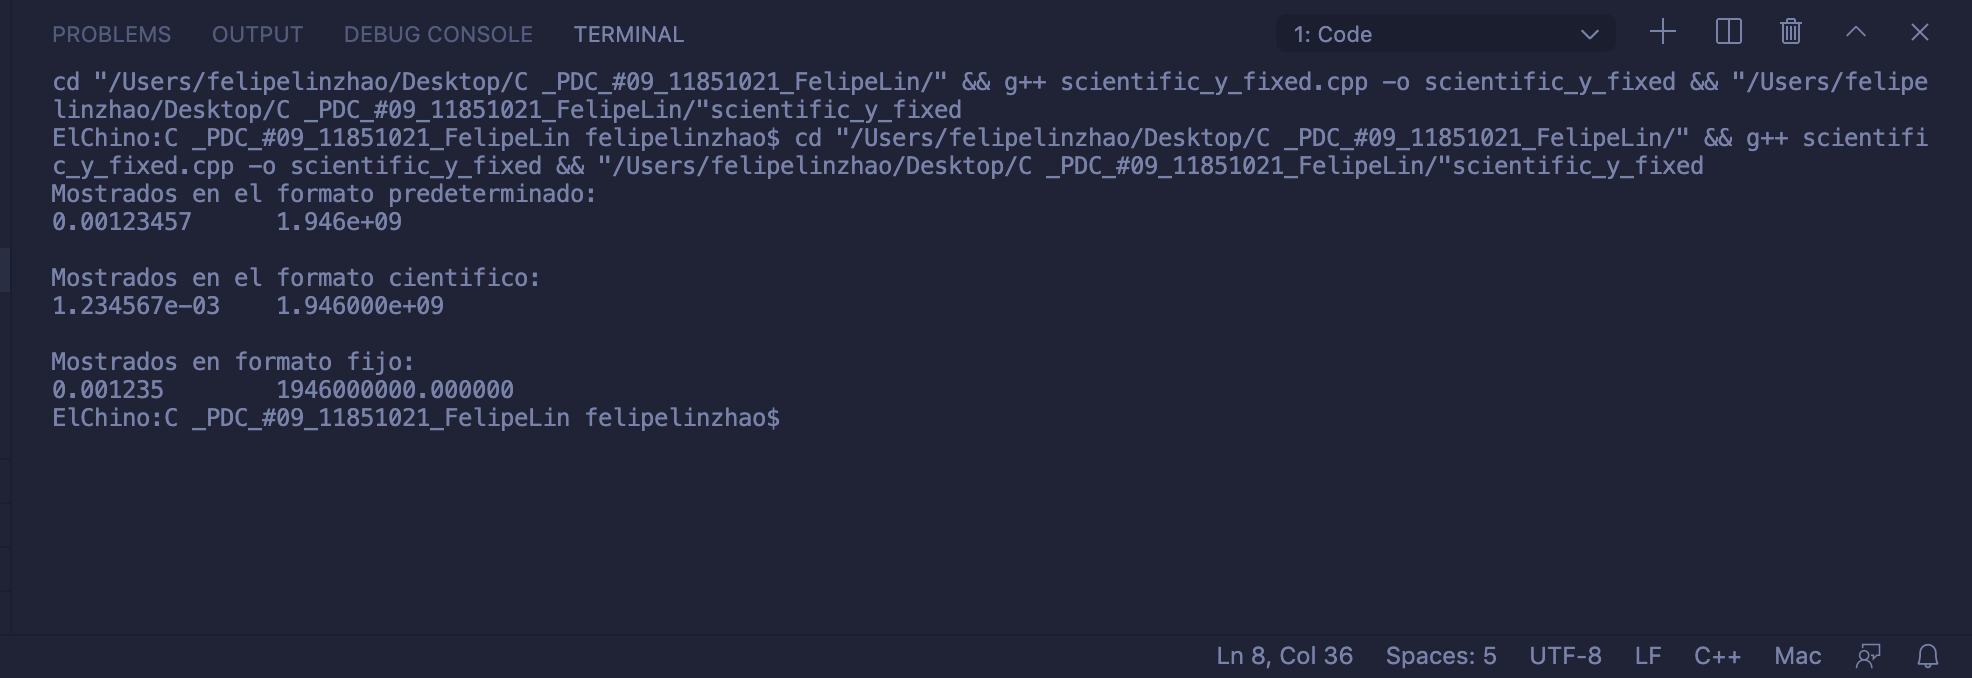 PROBLEMS OUTPUT DEBUG CONSOLE TERMINAL 1: Code
cd "/Users/felipelinzhao/Desktop/C _PDC_#09_11851021_FelipeLin/" && g++ scientific_y_fixed.cpp -o scientific_y_fixed && "/Users/felipe
linzhao/Desktop/C _PDC_#09_11851021_FelipeLin/"scientific_y_fixed
ElChino:C _PDC_#09_11851021_FelipeLin felipelinzhao$ cd "/Users/felipelinzhao/Desktop/C _PDC_#09_11851021_FelipeLin/" && g++ scientifi
c_y_fixed.cpp -o scientific_y_fixed && "/Users/felipelinzhao/Desktop/C _PDC_#09_11851021_FelipeLin/"scientific_y_fixed
Mostrados en el formato predeterminado:
0.00123457      1.946e+09
Mostrados en el formato cientifico:
1.234567e-03    1.946000e+09
Mostrados en formato fijo:
0.001235        1946000000.000000
ElChino:C _PDC_#09_11851021_FelipeLin felipelinzhao$
Ln 8, Col 36 Spaces: 5 UTF-8 LF C++ Mac